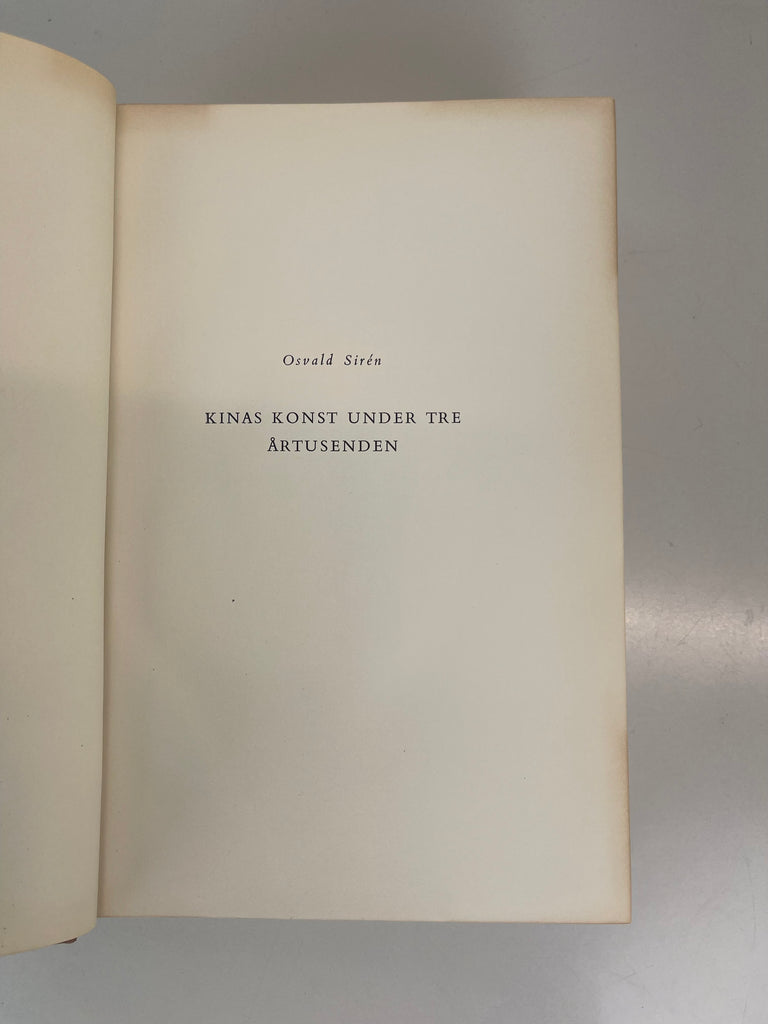 Osvald Sirén
KINAS KONST UNDER TRE
ÅRTUSENDEN